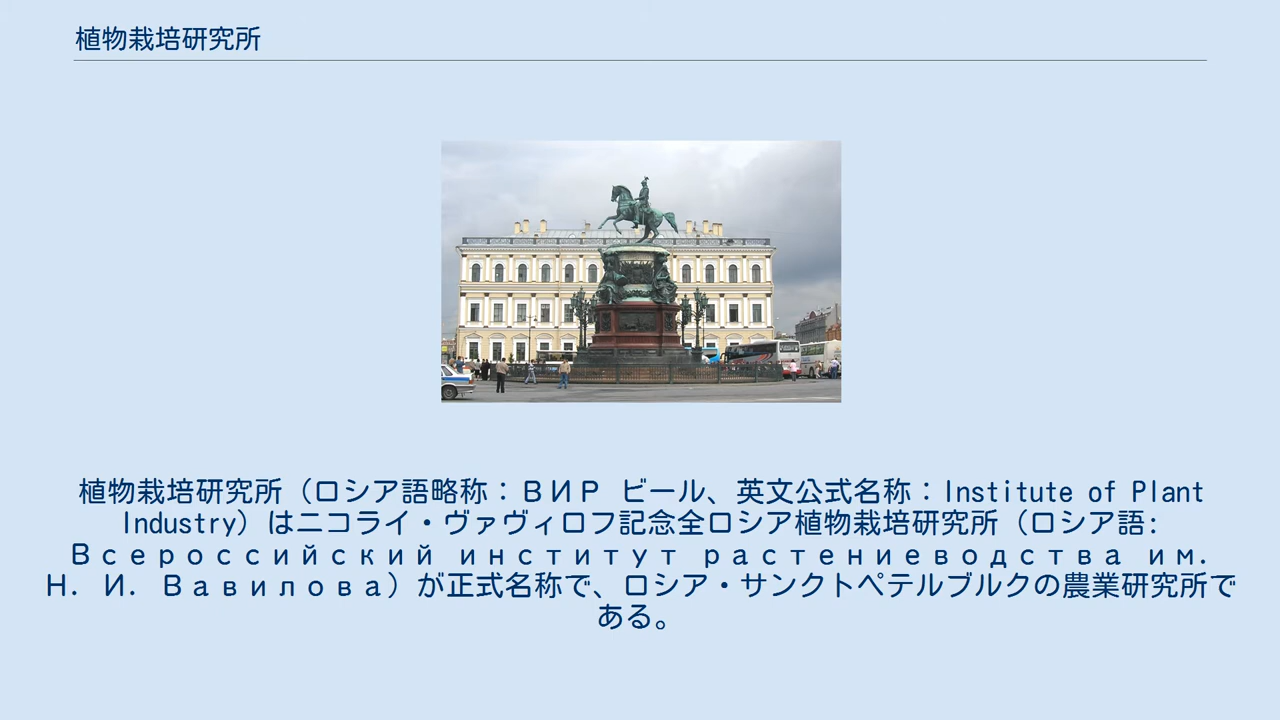 植物栽培研究所
植物栽培研究所（ロシア語略称：ВИР ビール、英文公式名称：Institute of Plant
Industry）はニコライ・ヴァヴィロフ記念全ロシア植物栽培研究所（ロシア語:
Всероссийский институт растениеводства им.
Н. И. Вавилова）が正式名称で、ロシア・サンクトペテルブルクの農業研究所で
ある。